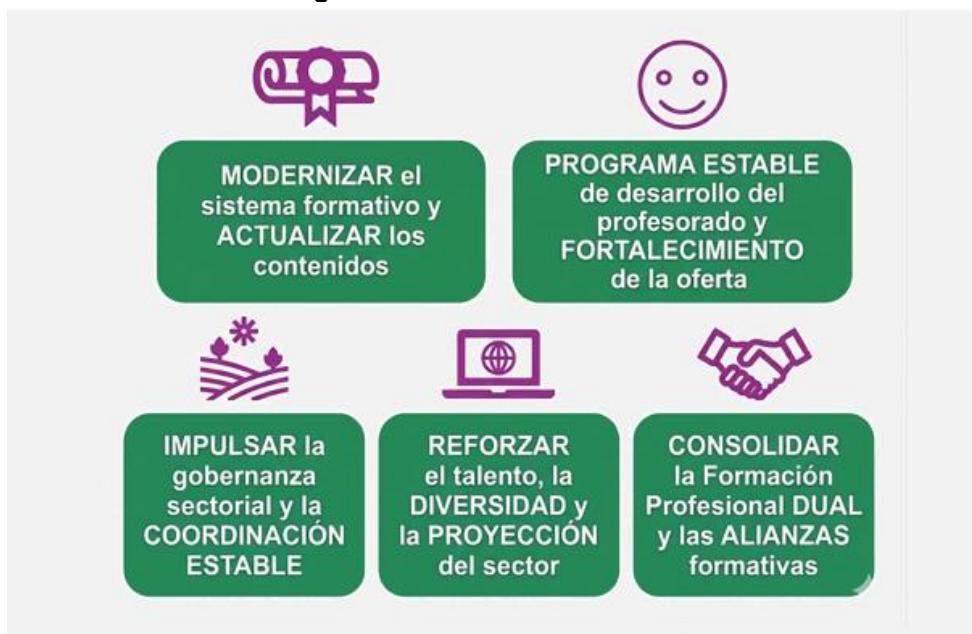 MODERNIZAR el
sistema formativo y
ACTUALIZAR los
contenidos
PROGRAMA ESTABLE
de desarrollo del
profesorado y
FORTALECIMIENTO
de la oferta
IMPULSAR la
gobernanza
sectorial y la
COORDINACIÓN
ESTABLE
REFORZAR
el talento, la
DIVERSIDAD y
la PROYECCIÓN
del sector
CONSOLIDAR
la Formación
Profesional DUAL
y las ALIANZAS
formativas